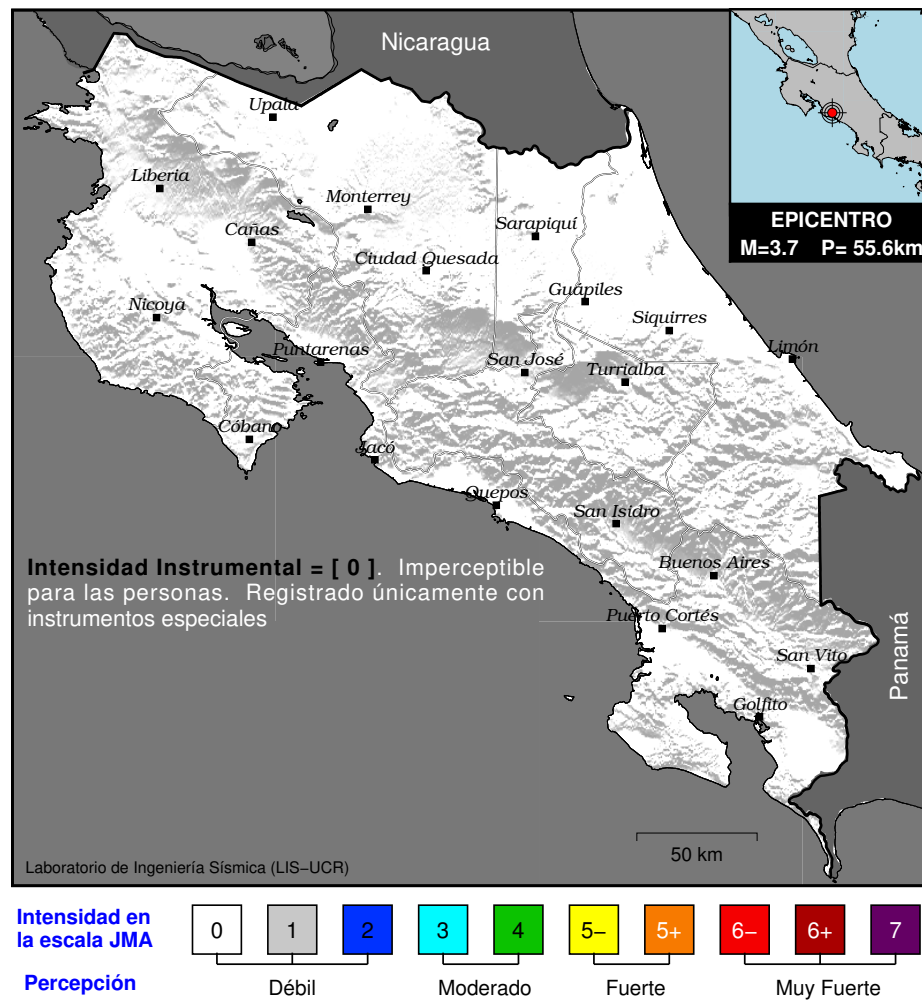 Nicaragua
Upala
Liberia
Monterrey
Cañas
Sarapiquí
Ciudad Quesada
Guápiles
Nicoya
Siquirres
Puntarenas
San José
Limón
Turrialba
Cóbano
Jacó
Quepos
San Isidro
Buenos Aires
Puerto Cortés
San Vito
Golfito
Panamá
EPICENTRO
M=3.7 P= 55.6km
Intensidad Instrumental = [ 0 ]. Imperceptible
para las personas. Registrado únicamente con
instrumentos especiales
50 km
Laboratorio de Ingeniería Sísmica (LIS−UCR)
Intensidad en
la escala JMA
0 1 2 3 4 5− 5+ 6− 6+ 7
Percepción
Débil Moderado Fuerte Muy Fuerte